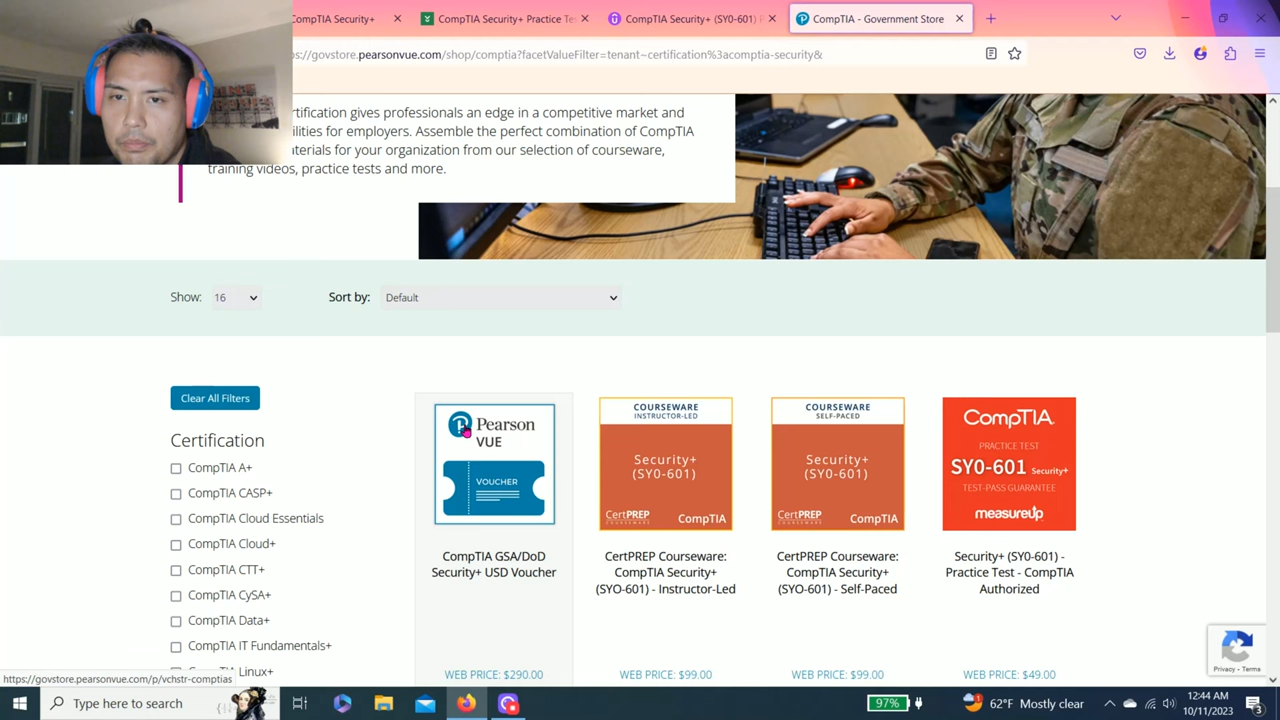 CompTIA Security+
CompTIA Security+ Practice Te
CompTIA Security+ (SY0-601) P
CompTIA - Government Store
s://govstore.pearsonvue.com/shop/comptia?facetValueFilter=tenant~certification%3acomptia-security&
rtification gives professionals an edge in a competitive market and
bilities for employers. Assemble the perfect combination of CompTIA
aterials for your organization from our selection of courseware,
training videos, practice tests and more.
Show: 16 Sort by: Default
Clear All Filters
Certification
CompTIA A+
CompTIA CASP+
CompTIA Cloud Essentials
CompTIA Cloud+
CompTIA CTT+
CompTIA CySA+
CompTIA Data+
CompTIA IT Fundamentals+
Linux+
Pearson
VUE
VOUCHER
CompTIA GSA/DoD
Security+ USD Voucher
WEB PRICE: $290.00
COURSEWARE
INSTRUCTOR-LED
Security+
(SY0-601)
CertPREP
COURSEWARE
CompTIA
CertPREP Courseware:
CompTIA Security+
(SYO-601) - Instructor-Led
WEB PRICE: $99.00
COURSEWARE
SELF-PACED
Security+
(SY0-601)
CertPREP
COURSEWARE
CompTIA
CertPREP Courseware:
CompTIA Security+
(SYO-601) - Self-Paced
WEB PRICE: $99.00
CompTIA.
PRACTICE TEST
SY0-601 Security+
TEST-PASS GUARANTEE
measureup
Security+ (SY0-601) -
Practice Test - CompTIA
Authorized
WEB PRICE: $49.00
Privacy - Terms
https://govstore.pearsonvue.com/p/vchstr-comptias
Type here to search
97%
62°F Mostly clear
12:44 AM
10/11/2023
3